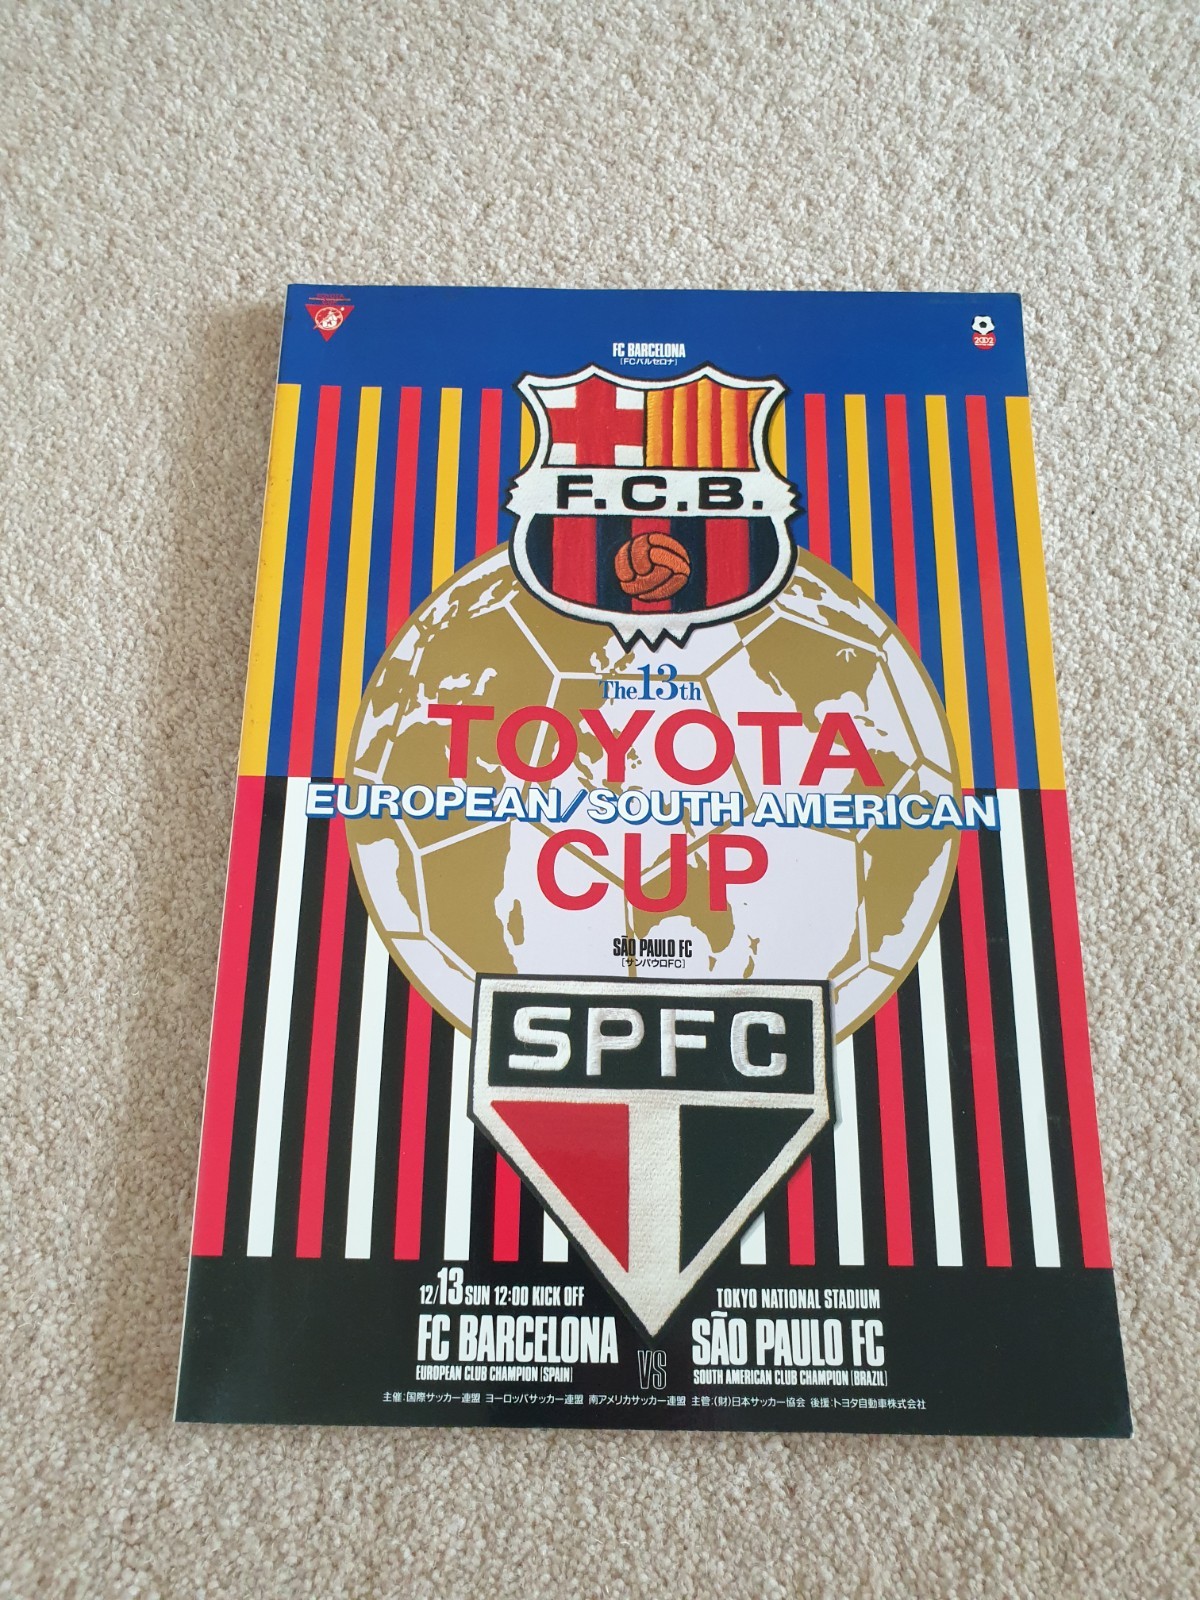 2002
FC BARCELONA
[FCバルセロナ]
F.C.B.
The 13th
TOYOTA
EUROPEAN/SOUTH AMERICAN
CUP
SÃO PAULO FC
[サンパウロFC]
SPFC
12/13 SUN 12:00 KICK OFF
TOKYO NATIONAL STADIUM
FC BARCELONA
VS
SÃO PAULO FC
EUROPEAN CLUB CHAMPION [SPAIN]
SOUTH AMERICAN CLUB CHAMPION [BRAZIL]
主催:国際サッカー連盟 ヨーロッパサッカー連盟 南アメリカサッカー連盟 主管:(財)日本サッカー協会 後援:トヨタ自動車株式会社